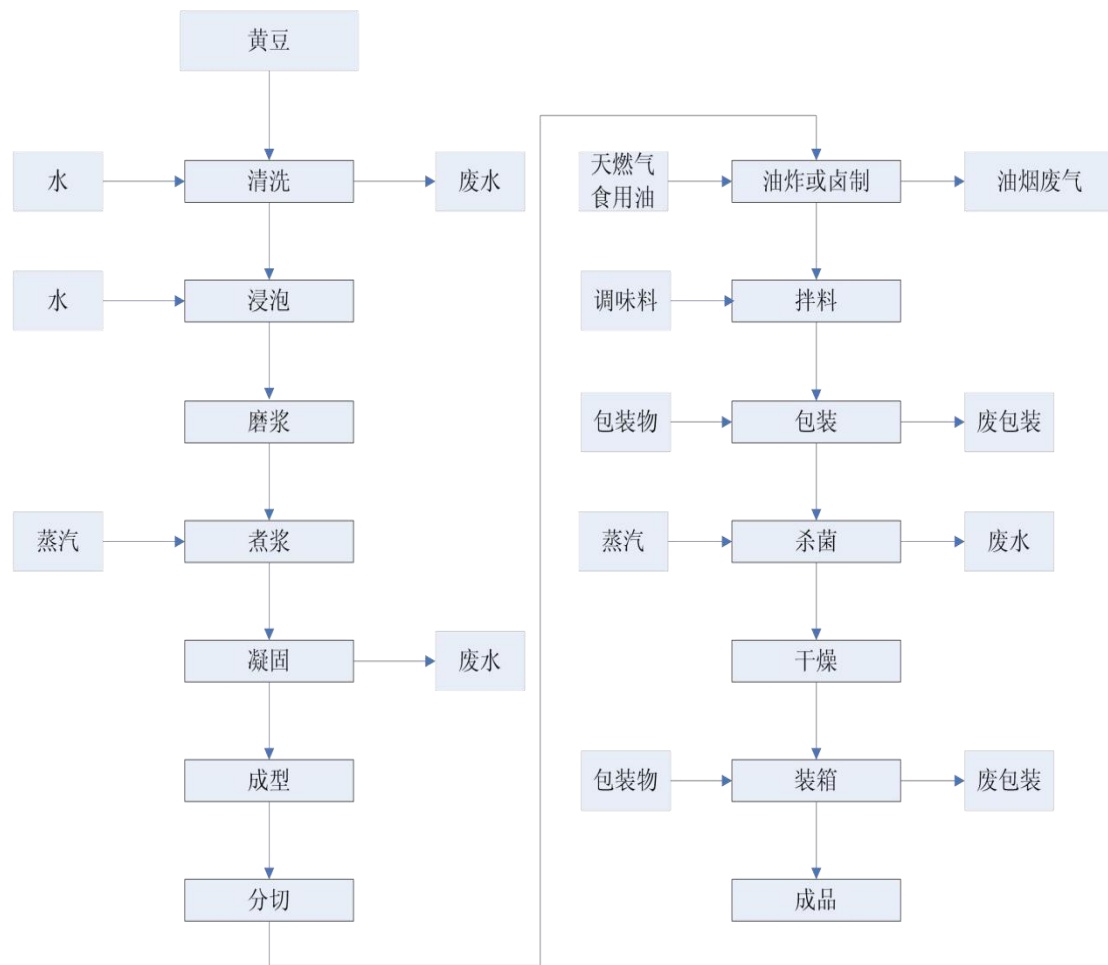 黄豆
水
清洗
废水
水
浸泡
磨浆
蒸汽
煮浆
凝固
废水
成型
分切
天燃气
食用油
油炸或卤制
油烟废气
调味料
拌料
包装物
包装
废包装
蒸汽
杀菌
废水
干燥
包装物
装箱
废包装
成品